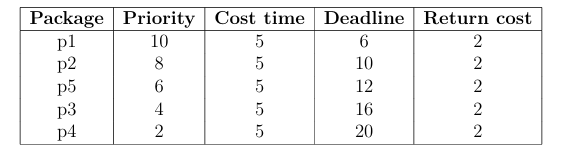 Package Priority Cost time Deadline Return cost
p1 10 5 6 2
p2 8 5 10 2
p5 6 5 12 2
p3 4 5 16 2
p4 2 5 20 2